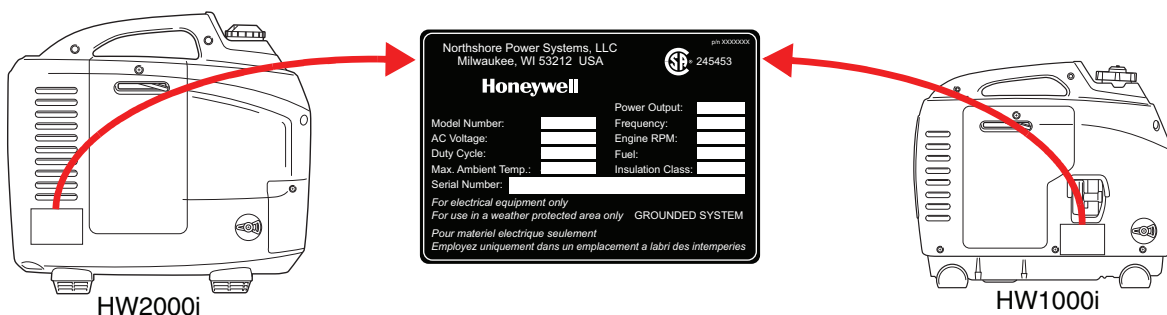 Northshore Power Systems, LLC
Milwaukee, WI 53212  USA
p/n XXXXXXX
SA ® 245453
Honeywell
Power Output:
Model Number:
Frequency:
AC Voltage:
Engine RPM:
Duty Cycle:
Fuel:
Max. Ambient Temp.:
Insulation Class:
Serial Number:
For electrical equipment only
For use in a weather protected area only GROUNDED SYSTEM
Pour materiel electrique seulement
Employez uniquement dans un emplacement a labri des intemperies
HW2000i
HW1000i